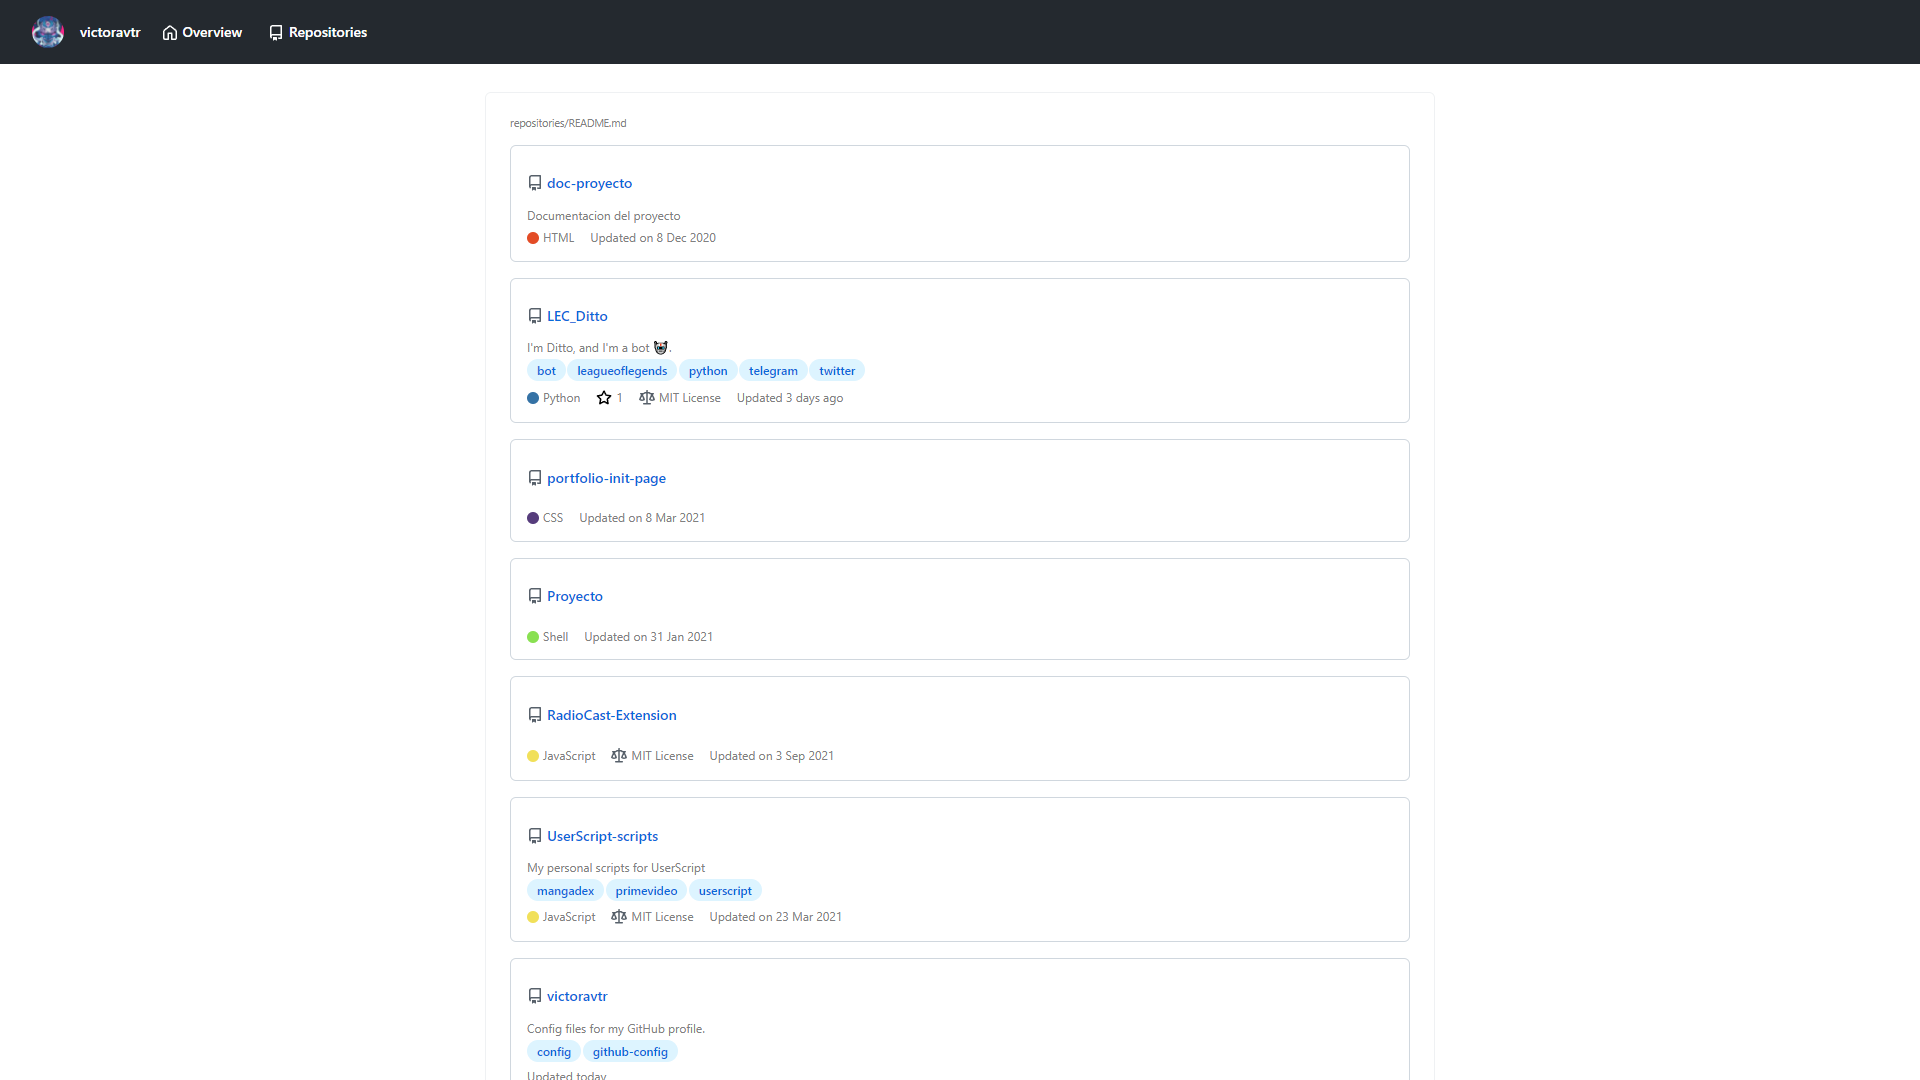 victoravtr Overview Repositories
repositories/README.md
doc-proyecto
Documentacion del proyecto
HTML Updated on 8 Dec 2020
LEC_Ditto
I'm Ditto, and I'm a bot 🤡.
bot leagueoflegends python telegram twitter
Python 1 MIT License Updated 3 days ago
portfolio-init-page
CSS Updated on 8 Mar 2021
Proyecto
Shell Updated on 31 Jan 2021
RadioCast-Extension
JavaScript MIT License Updated on 3 Sep 2021
UserScript-scripts
My personal scripts for UserScript
mangadex primevideo userscript
JavaScript MIT License Updated on 23 Mar 2021
victoravtr
Config files for my GitHub profile.
config github-config
Updated today